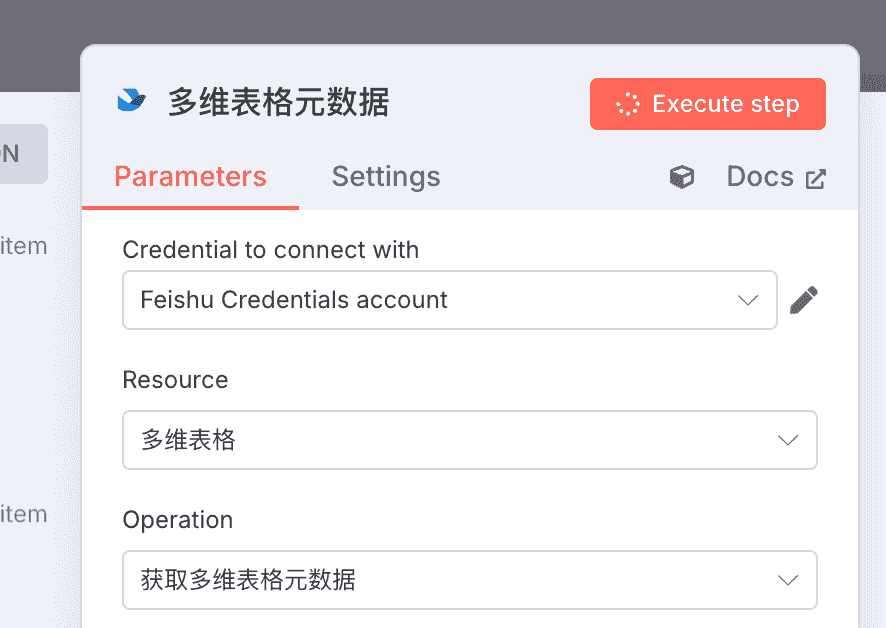 多维表格元数据
Execute step
N
Parameters
Settings
Docs
item
Credential to connect with
Feishu Credentials account
Resource
多维表格
item
Operation
获取多维表格元数据